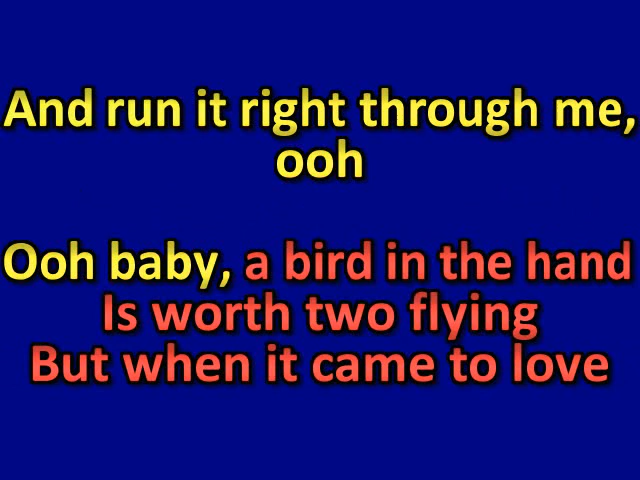 And run it right through me,
ooh
Ooh baby, a bird in the hand
Is worth two flying
But when it came to love